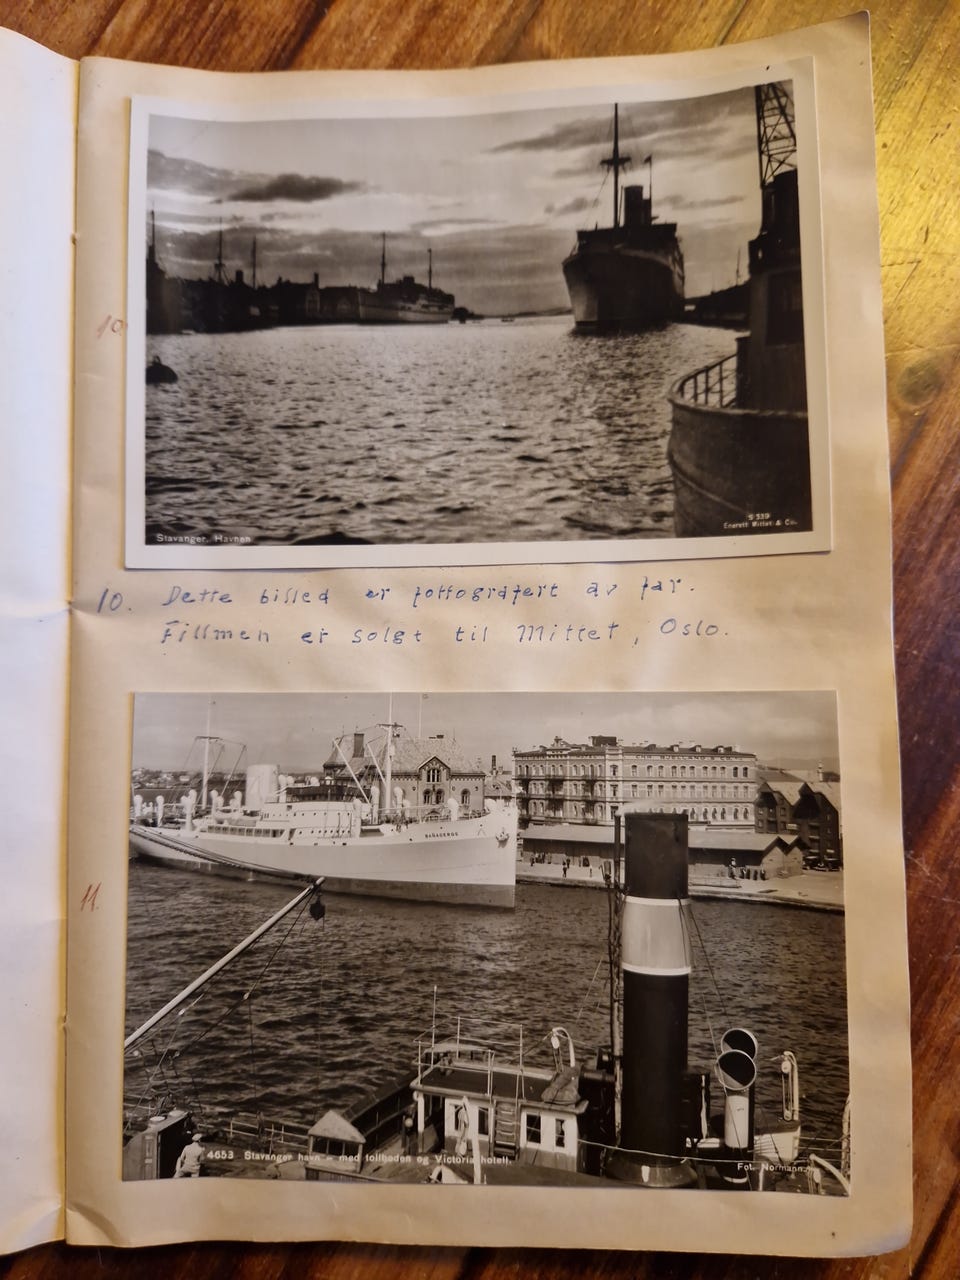 S 339
Enerett Mittet & Co.
Stavanger. Havnen
10
10. Dette billed er fottografert av far.
Fillmen er solgt til Mittet, Oslo.
11.
4653 Stavanger havn – med tollboden og Victoria hotell.
Fot. Normann.